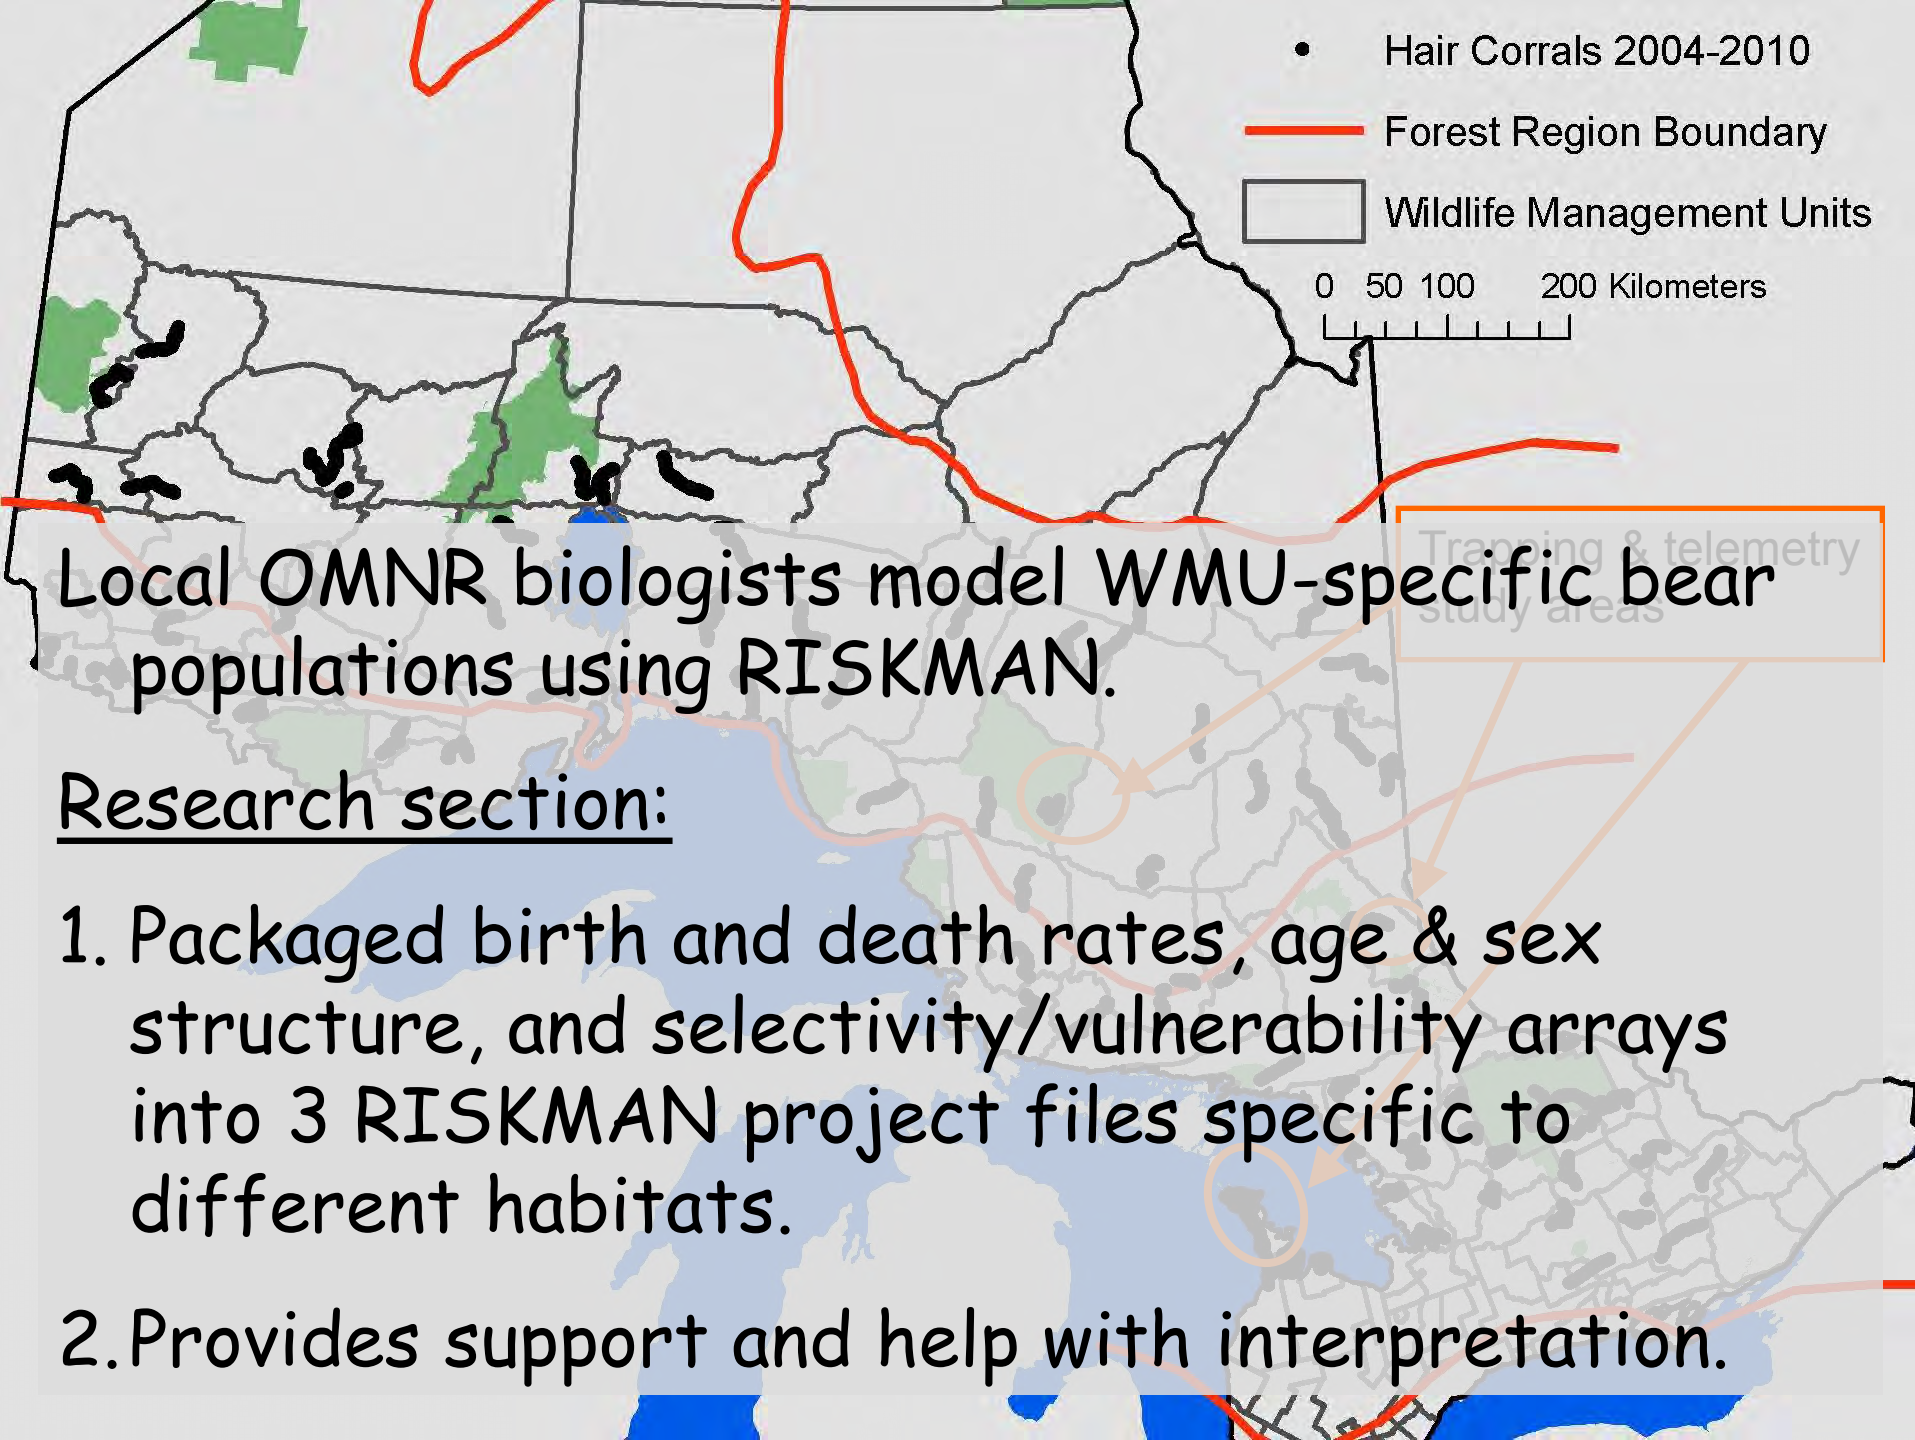 Hair Corrals 2004-2010
Forest Region Boundary
Wildlife Management Units
0 50 100 200 Kilometers
Trapping & telemetry
study areas
Local OMNR biologists model WMU-specific bear
populations using RISKMAN.
Research section:
1. Packaged birth and death rates, age & sex
structure, and selectivity/vulnerability arrays
into 3 RISKMAN project files specific to
different habitats.
2. Provides support and help with interpretation.